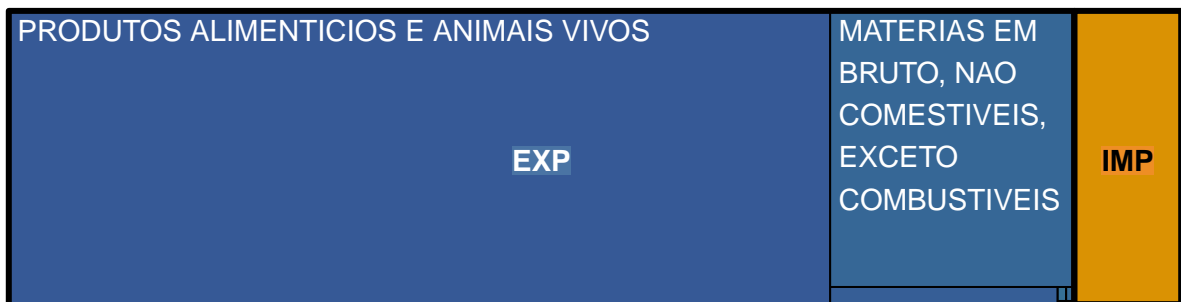 PRODUTOS ALIMENTICIOS E ANIMAIS VIVOS
MATERIAS EM
BRUTO, NAO
COMESTIVEIS,
EXCETO
COMBUSTIVEIS
EXP
IMP